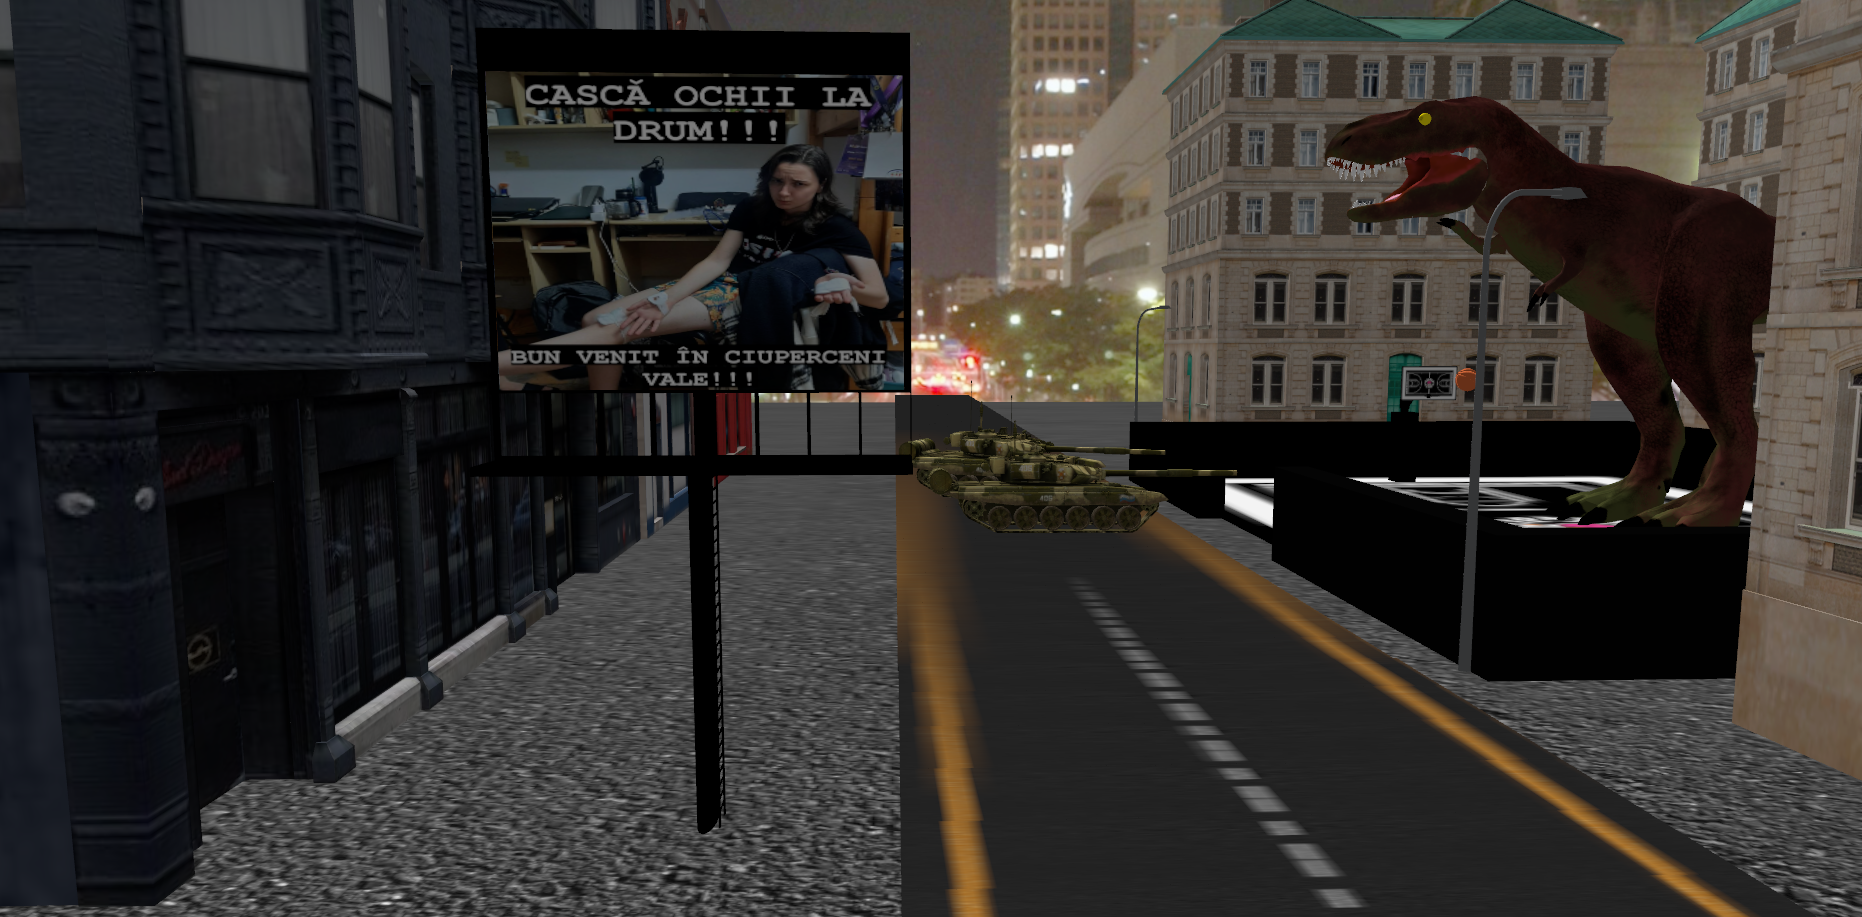 CASCĂ OCHII LA
DRUM!!!
BUN VENIT ÎN CIUPERCENI
VALE!!!